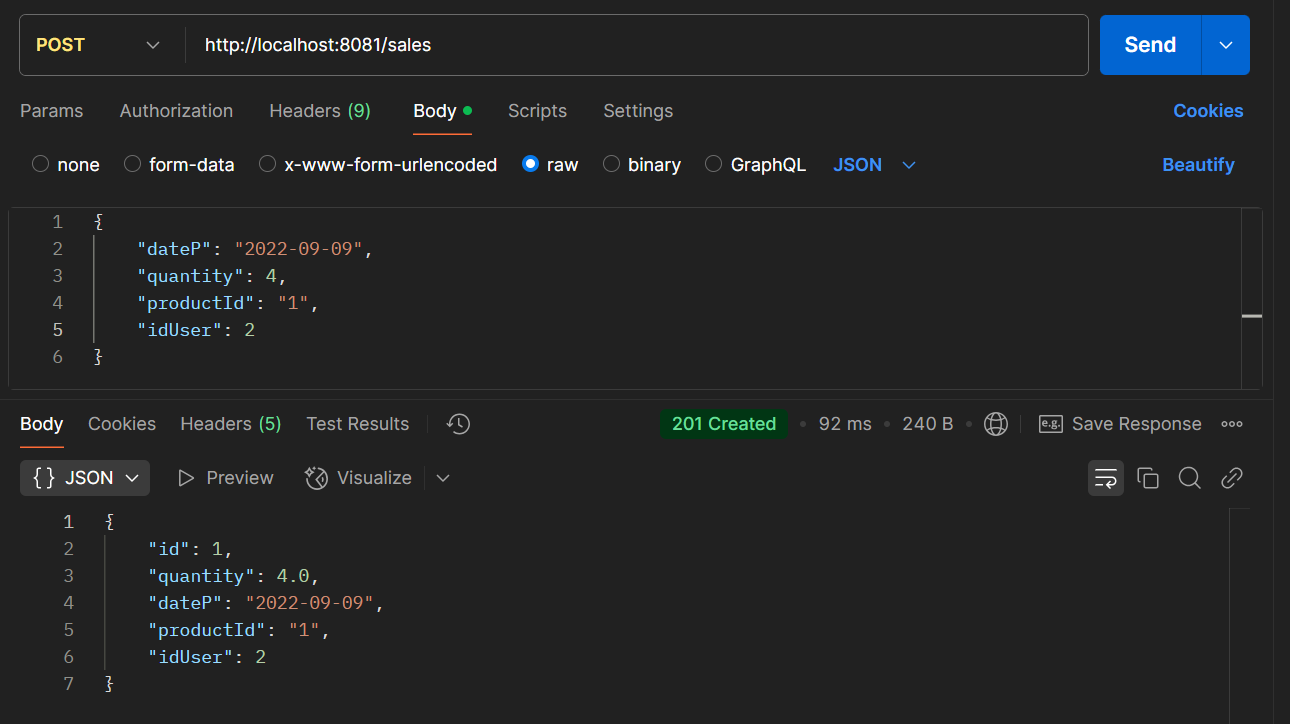 POST http://localhost:8081/sales Send
Params Authorization Headers (9) Body Scripts Settings Cookies
none form-data x-www-form-urlencoded raw binary GraphQL JSON Beautify
1 {
2 "dateP": "2022-09-09",
3 "quantity": 4,
4 "productId": "1",
5 "idUser": 2
6 }
Body Cookies Headers (5) Test Results 201 Created • 92 ms • 240 B • e.g. Save Response
{} JSON Preview Visualize
1 {
2 "id": 1,
3 "quantity": 4.0,
4 "dateP": "2022-09-09",
5 "productId": "1",
6 "idUser": 2
7 }